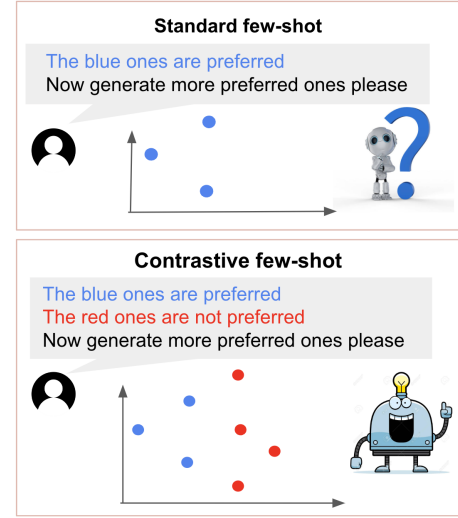 Standard few-shot
The blue ones are preferred
Now generate more preferred ones please
Contrastive few-shot
The blue ones are preferred
The red ones are not preferred
Now generate more preferred ones please